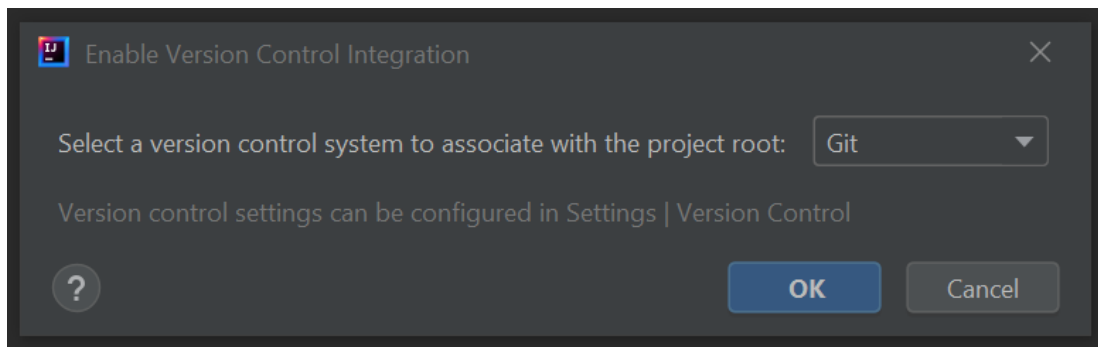 IJ
Enable Version Control Integration
Select a version control system to associate with the project root: Git
Version control settings can be configured in Settings | Version Control
? OK Cancel